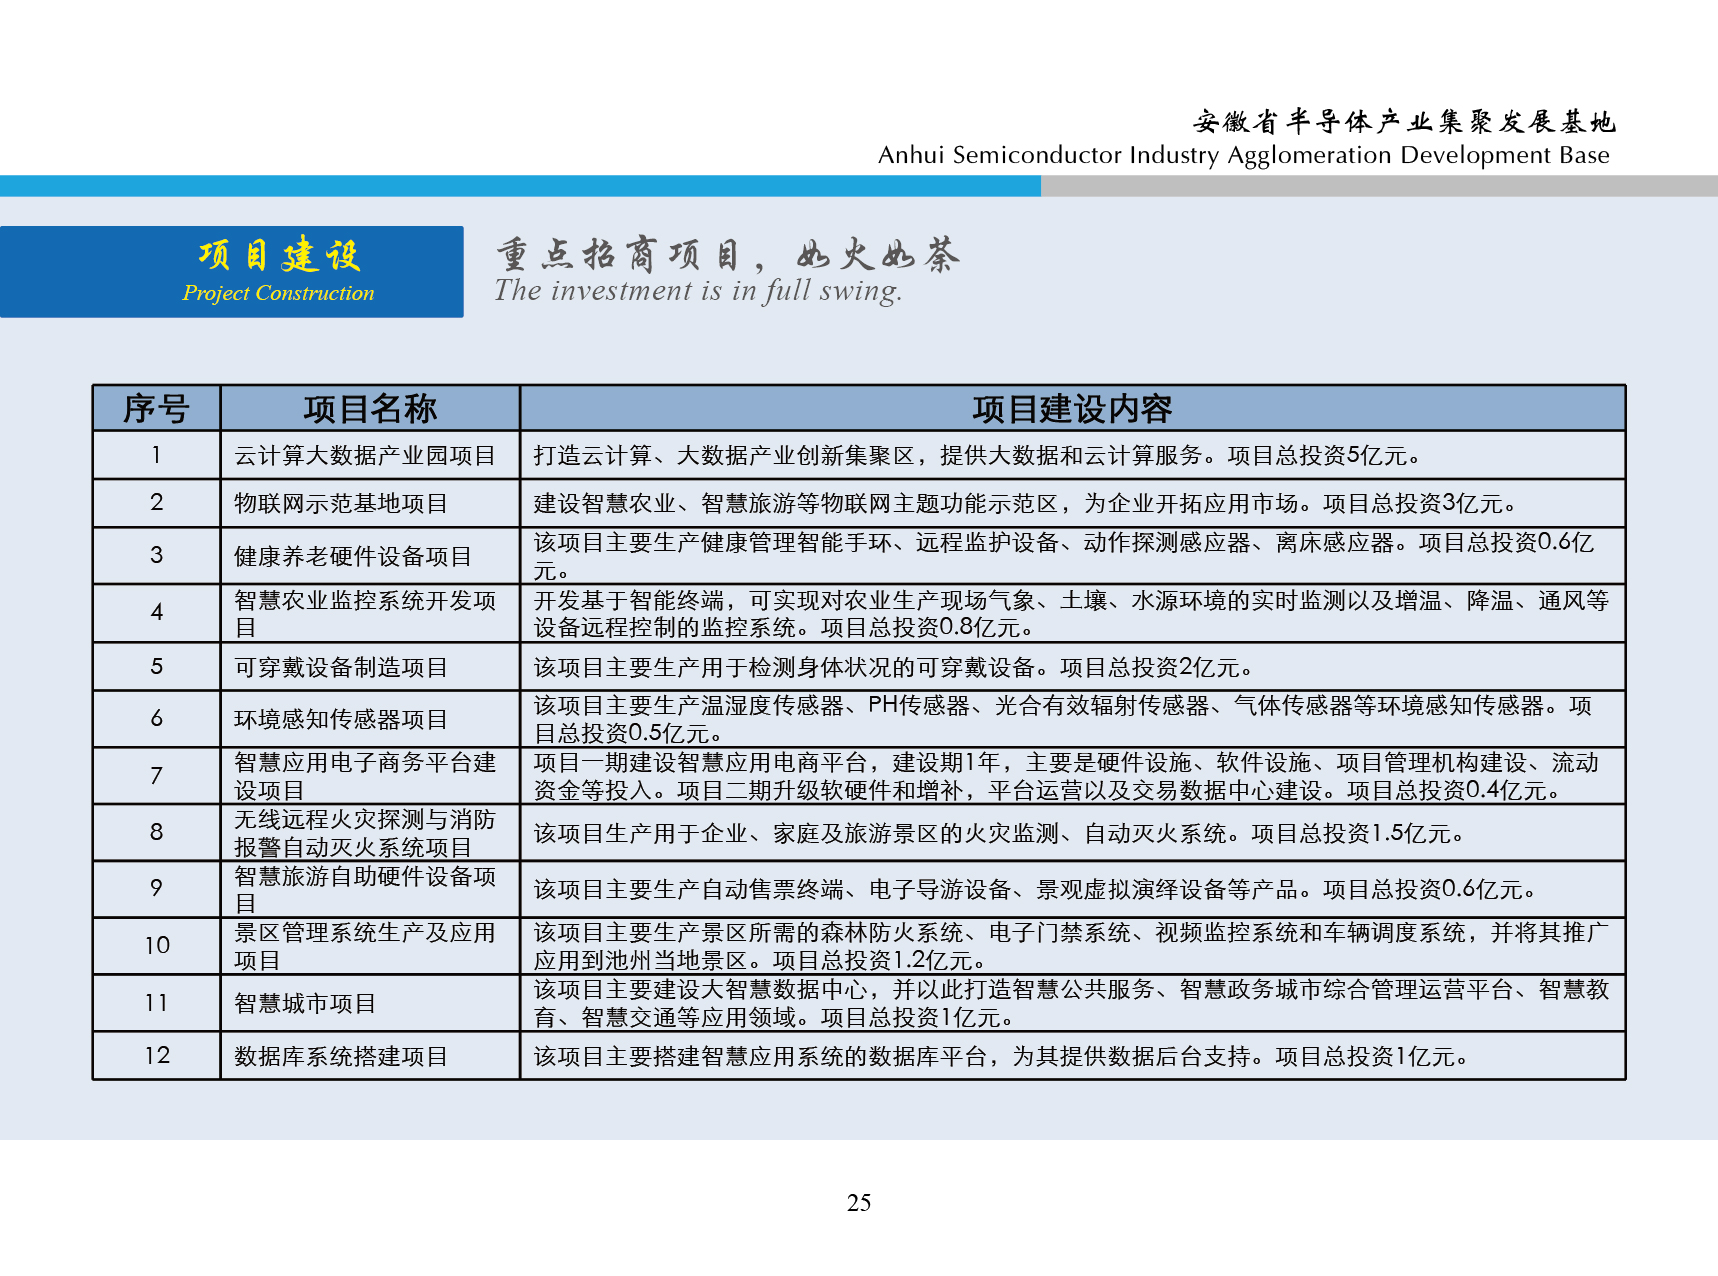 安徽省半导体产业集聚发展基地
Anhui Semiconductor Industry Agglomeration Development Base
项目建设
Project Construction
重点招商项目，如火如荼
The investment is in full swing.
序号 项目名称 项目建设内容
1 云计算大数据产业园项目 打造云计算、大数据产业创新集聚区，提供大数据和云计算服务。项目总投资5亿元。
2 物联网示范基地项目 建设智慧农业、智慧旅游等物联网主题功能示范区，为企业开拓应用市场。项目总投资3亿元。
3 健康养老硬件设备项目 该项目主要生产健康管理智能手环、远程监护设备、动作探测感应器、离床感应器。项目总投资0.6亿
元。
4 智慧农业监控系统开发项
目
开发基于智能终端，可实现对农业生产现场气象、土壤、水源环境的实时监测以及增温、降温、通风等
设备远程控制的监控系统。项目总投资0.8亿元。
5 可穿戴设备制造项目 该项目主要生产用于检测身体状况的可穿戴设备。项目总投资2亿元。
6 环境感知传感器项目 该项目主要生产温湿度传感器、PH传感器、光合有效辐射传感器、气体传感器等环境感知传感器。项
目总投资0.5亿元。
7 智慧应用电子商务平台建
设项目
项目一期建设智慧应用电商平台，建设期1年，主要是硬件设施、软件设施、项目管理机构建设、流动
资金等投入。项目二期升级软硬件和增补，平台运营以及交易数据中心建设。项目总投资0.4亿元。
8 无线远程火灾探测与消防
报警自动灭火系统项目
该项目生产用于企业、家庭及旅游景区的火灾监测、自动灭火系统。项目总投资1.5亿元。
9 智慧旅游自助硬件设备项
目
该项目主要生产自动售票终端、电子导游设备、景观虚拟演绎设备等产品。项目总投资0.6亿元。
10 景区管理系统生产及应用
项目
该项目主要生产景区所需的森林防火系统、电子门禁系统、视频监控系统和车辆调度系统，并将其推广
应用到池州当地景区。项目总投资1.2亿元。
11 智慧城市项目 该项目主要建设大智慧数据中心，并以此打造智慧公共服务、智慧政务城市综合管理运营平台、智慧教
育、智慧交通等应用领域。项目总投资1亿元。
12 数据库系统搭建项目 该项目主要搭建智慧应用系统的数据库平台，为其提供数据后台支持。项目总投资1亿元。
25